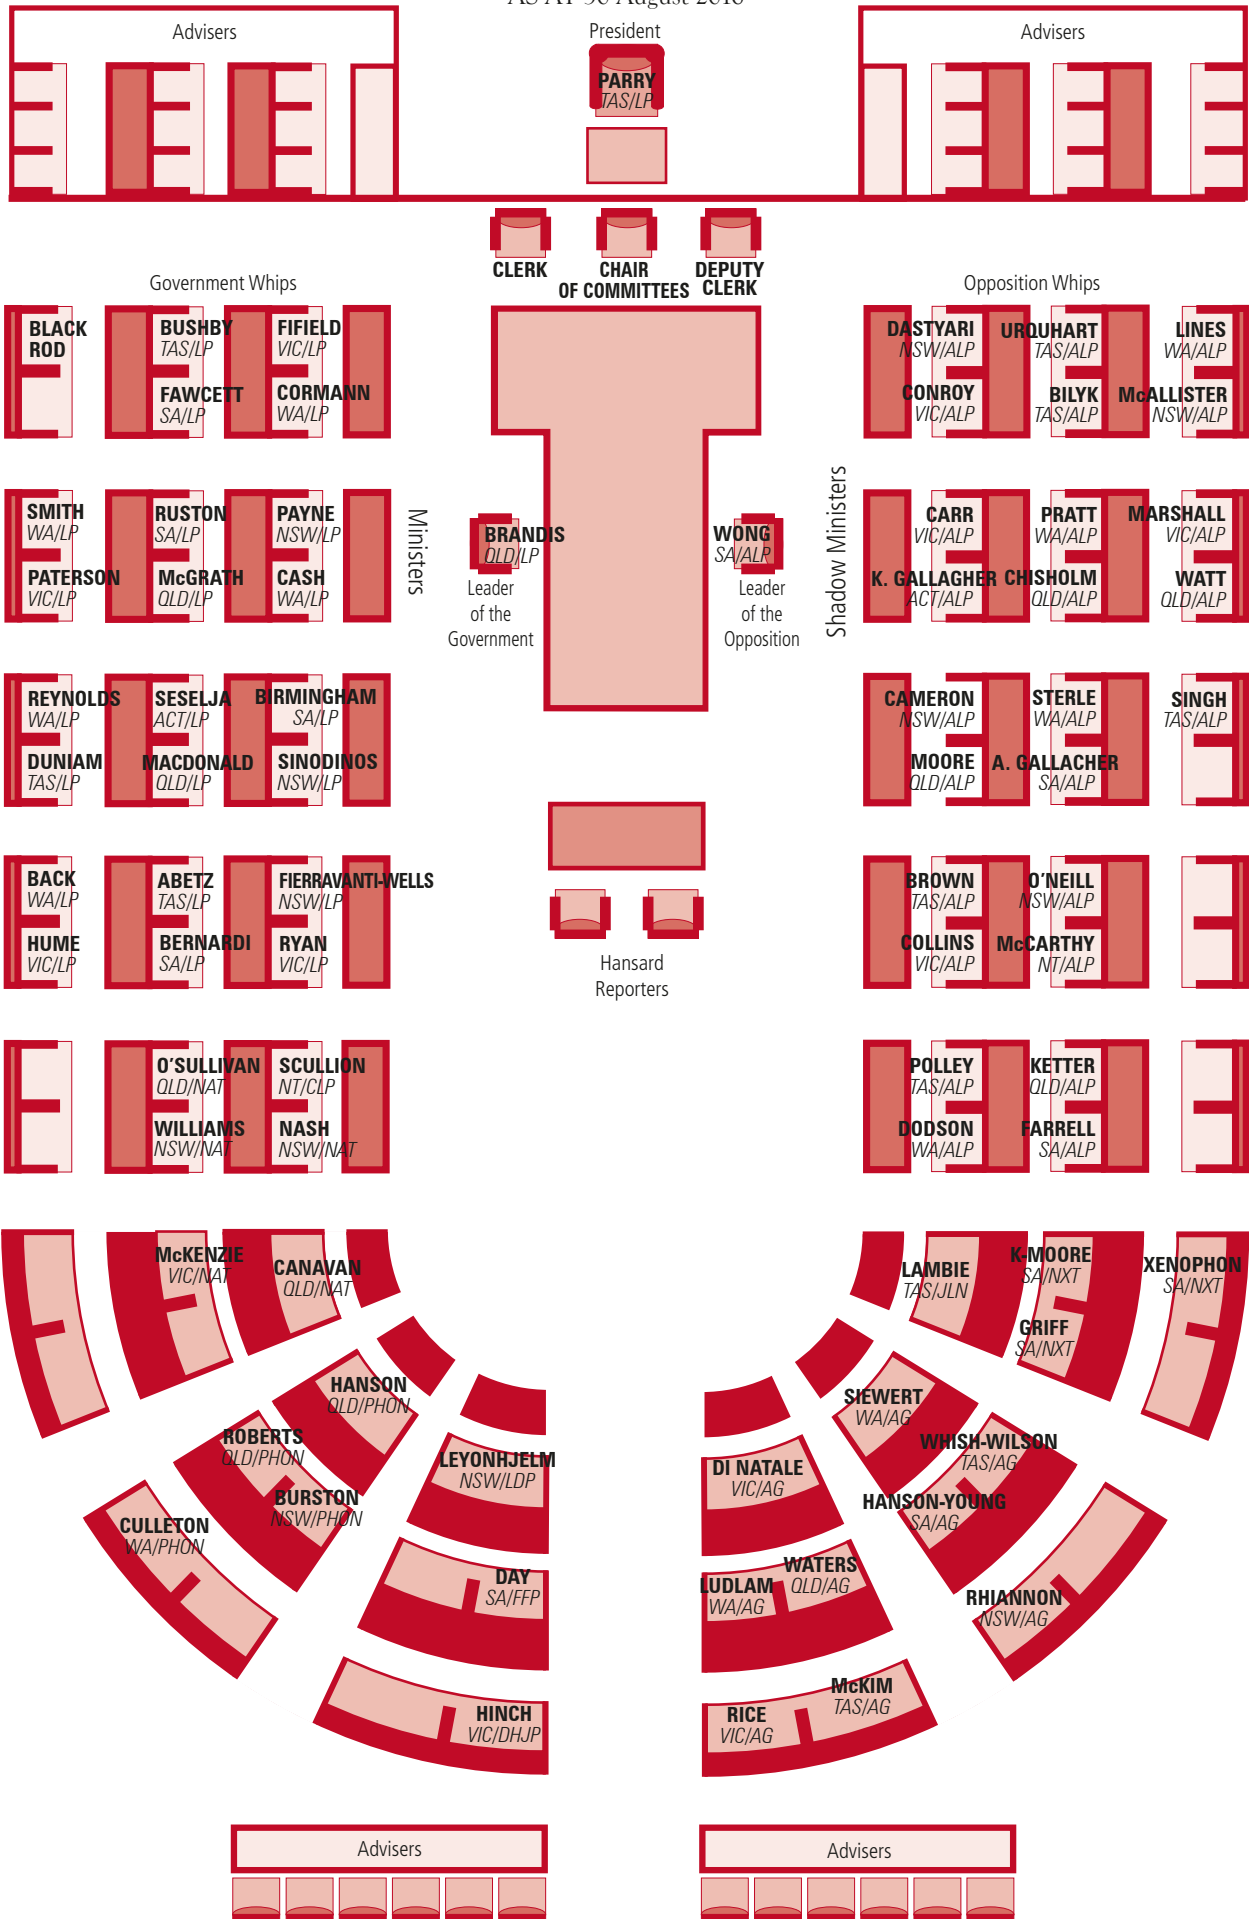 AS AT 30 August 2016
Advisers
President
Advisers
PARRY
TAS/LP
CLERK
CHAIR
OF COMMITTEES
DEPUTY
CLERK
Government Whips
Opposition Whips
BLACK
ROD
BUSHBY
TAS/LP
FIFIELD
VIC/LP
FAWCETT
SA/LP
CORMANN
WA/LP
DASTYARI
NSW/ALP
URQUHART
TAS/ALP
LINES
WA/ALP
CONROY
VIC/ALP
BILYK
TAS/ALP
McALLISTER
NSW/ALP
SMITH
WA/LP
RUSTON
SA/LP
PAYNE
NSW/LP
PATERSON
VIC/LP
McGRATH
QLD/LP
CASH
WA/LP
Ministers
BRANDIS
QLD/LP
Leader
of the
Government
WONG
SA/ALP
Leader
of the
Opposition
Shadow Ministers
CARR
VIC/ALP
PRATT
WA/ALP
MARSHALL
VIC/ALP
K. GALLAGHER
ACT/ALP
CHISHOLM
QLD/ALP
WATT
QLD/ALP
REYNOLDS
WA/LP
SESELJA
ACT/LP
BIRMINGHAM
SA/LP
DUNIAM
TAS/LP
MACDONALD
QLD/LP
SINODINOS
NSW/LP
CAMERON
NSW/ALP
STERLE
WA/ALP
SINGH
TAS/ALP
MOORE
QLD/ALP
A. GALLACHER
SA/ALP
BACK
WA/LP
ABETZ
TAS/LP
FIERRAVANTI-WELLS
NSW/LP
HUME
VIC/LP
BERNARDI
SA/LP
RYAN
VIC/LP
Hansard
Reporters
BROWN
TAS/ALP
O'NEILL
NSW/ALP
COLLINS
VIC/ALP
McCARTHY
NT/ALP
O'SULLIVAN
QLD/NAT
SCULLION
NT/CLP
WILLIAMS
NSW/NAT
NASH
NSW/NAT
POLLEY
TAS/ALP
KETTER
QLD/ALP
DODSON
WA/ALP
FARRELL
SA/ALP
McKENZIE
VIC/NAT
CANAVAN
QLD/NAT
LAMBIE
TAS/JLN
K-MOORE
SA/NXT
XENOPHON
SA/NXT
GRIFF
SA/NXT
HANSON
QLD/PHON
ROBERTS
QLD/PHON
BURSTON
NSW/PHON
CULLETON
WA/PHON
LEYONHJELM
NSW/LDP
DAY
SA/FFP
HINCH
VIC/DHJP
SIEWERT
WA/AG
WHISH-WILSON
TAS/AG
HANSON-YOUNG
SA/AG
DI NATALE
VIC/AG
WATERS
QLD/AG
LUDLAM
WA/AG
RHIANNON
NSW/AG
McKIM
TAS/AG
RICE
VIC/AG
Advisers
Advisers